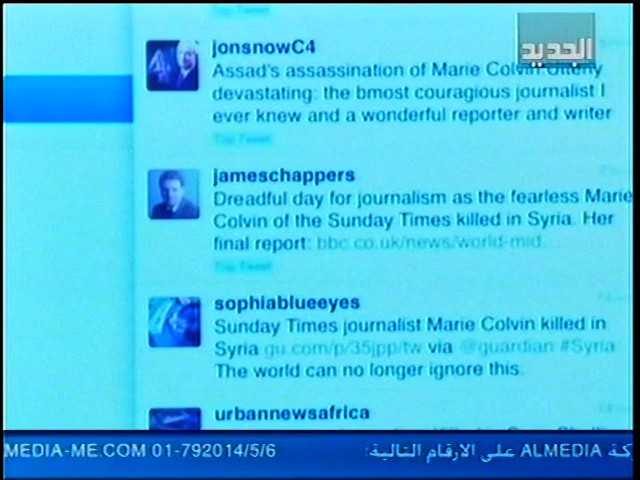 الجديد
jonsnowC4
Assad's assassination of Marie Colvin Utterly
devastating: the bmost couragious journalist I
ever knew and a wonderful reporter and writer
Top Tweet
jameschappers
Dreadful day for journalism as the fearless Marie
Colvin of the Sunday Times killed in Syria. Her
final report: bbc.co.uk/news/world-mid...
Top Tweet
sophiablueeyes
Sunday Times journalist Marie Colvin killed in
Syria gu.com/p/35jpp/tw via @guardian #Syria
The world can no longer ignore this.
urbannewsafrica
MEDIA-ME.COM 01-792014/5/6 كة ALMEDIA على الارقام التالية: